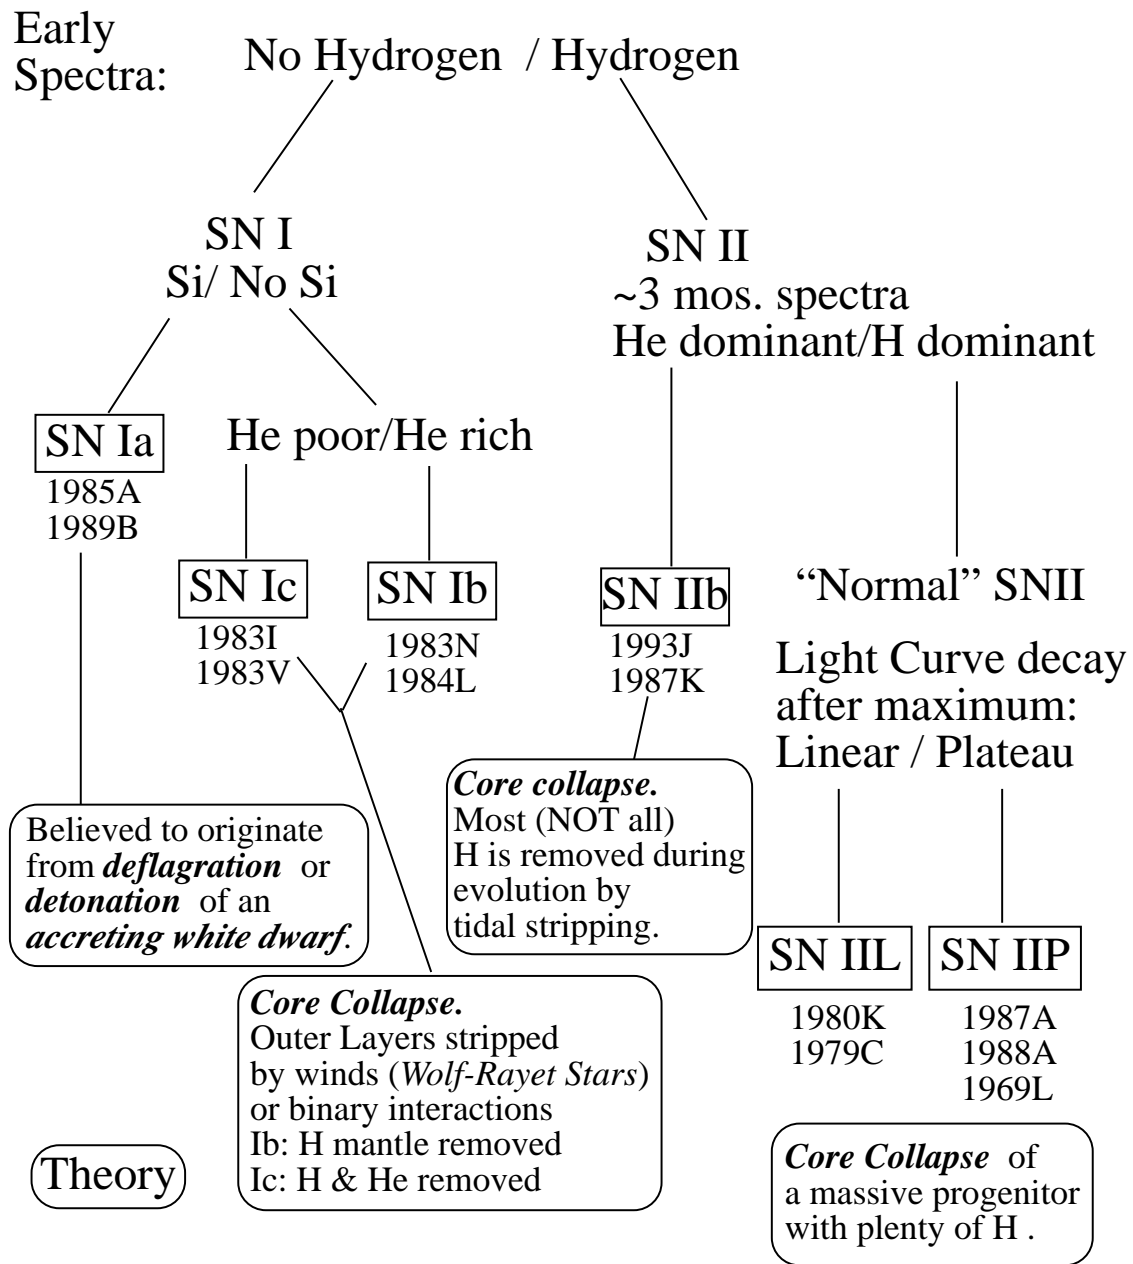 Early
Spectra:
No Hydrogen / Hydrogen
SN I
Si/ No Si
SN II
~3 mos. spectra
He dominant/H dominant
SN Ia
1985A
1989B
He poor/He rich
SN Ic
1983I
1983V
SN Ib
1983N
1984L
SN IIb
1993J
1987K
“Normal” SNII
Light Curve decay
after maximum:
Linear / Plateau
Believed to originate
from deflagration or
detonation of an
accreting white dwarf.
Core collapse.
Most (NOT all)
H is removed during
evolution by
tidal stripping.
SN IIL
1980K
1979C
SN IIP
1987A
1988A
1969L
Core Collapse.
Outer Layers stripped
by winds (Wolf-Rayet Stars)
or binary interactions
Ib: H mantle removed
Ic: H & He removed
Core Collapse of
a massive progenitor
with plenty of H .
Theory